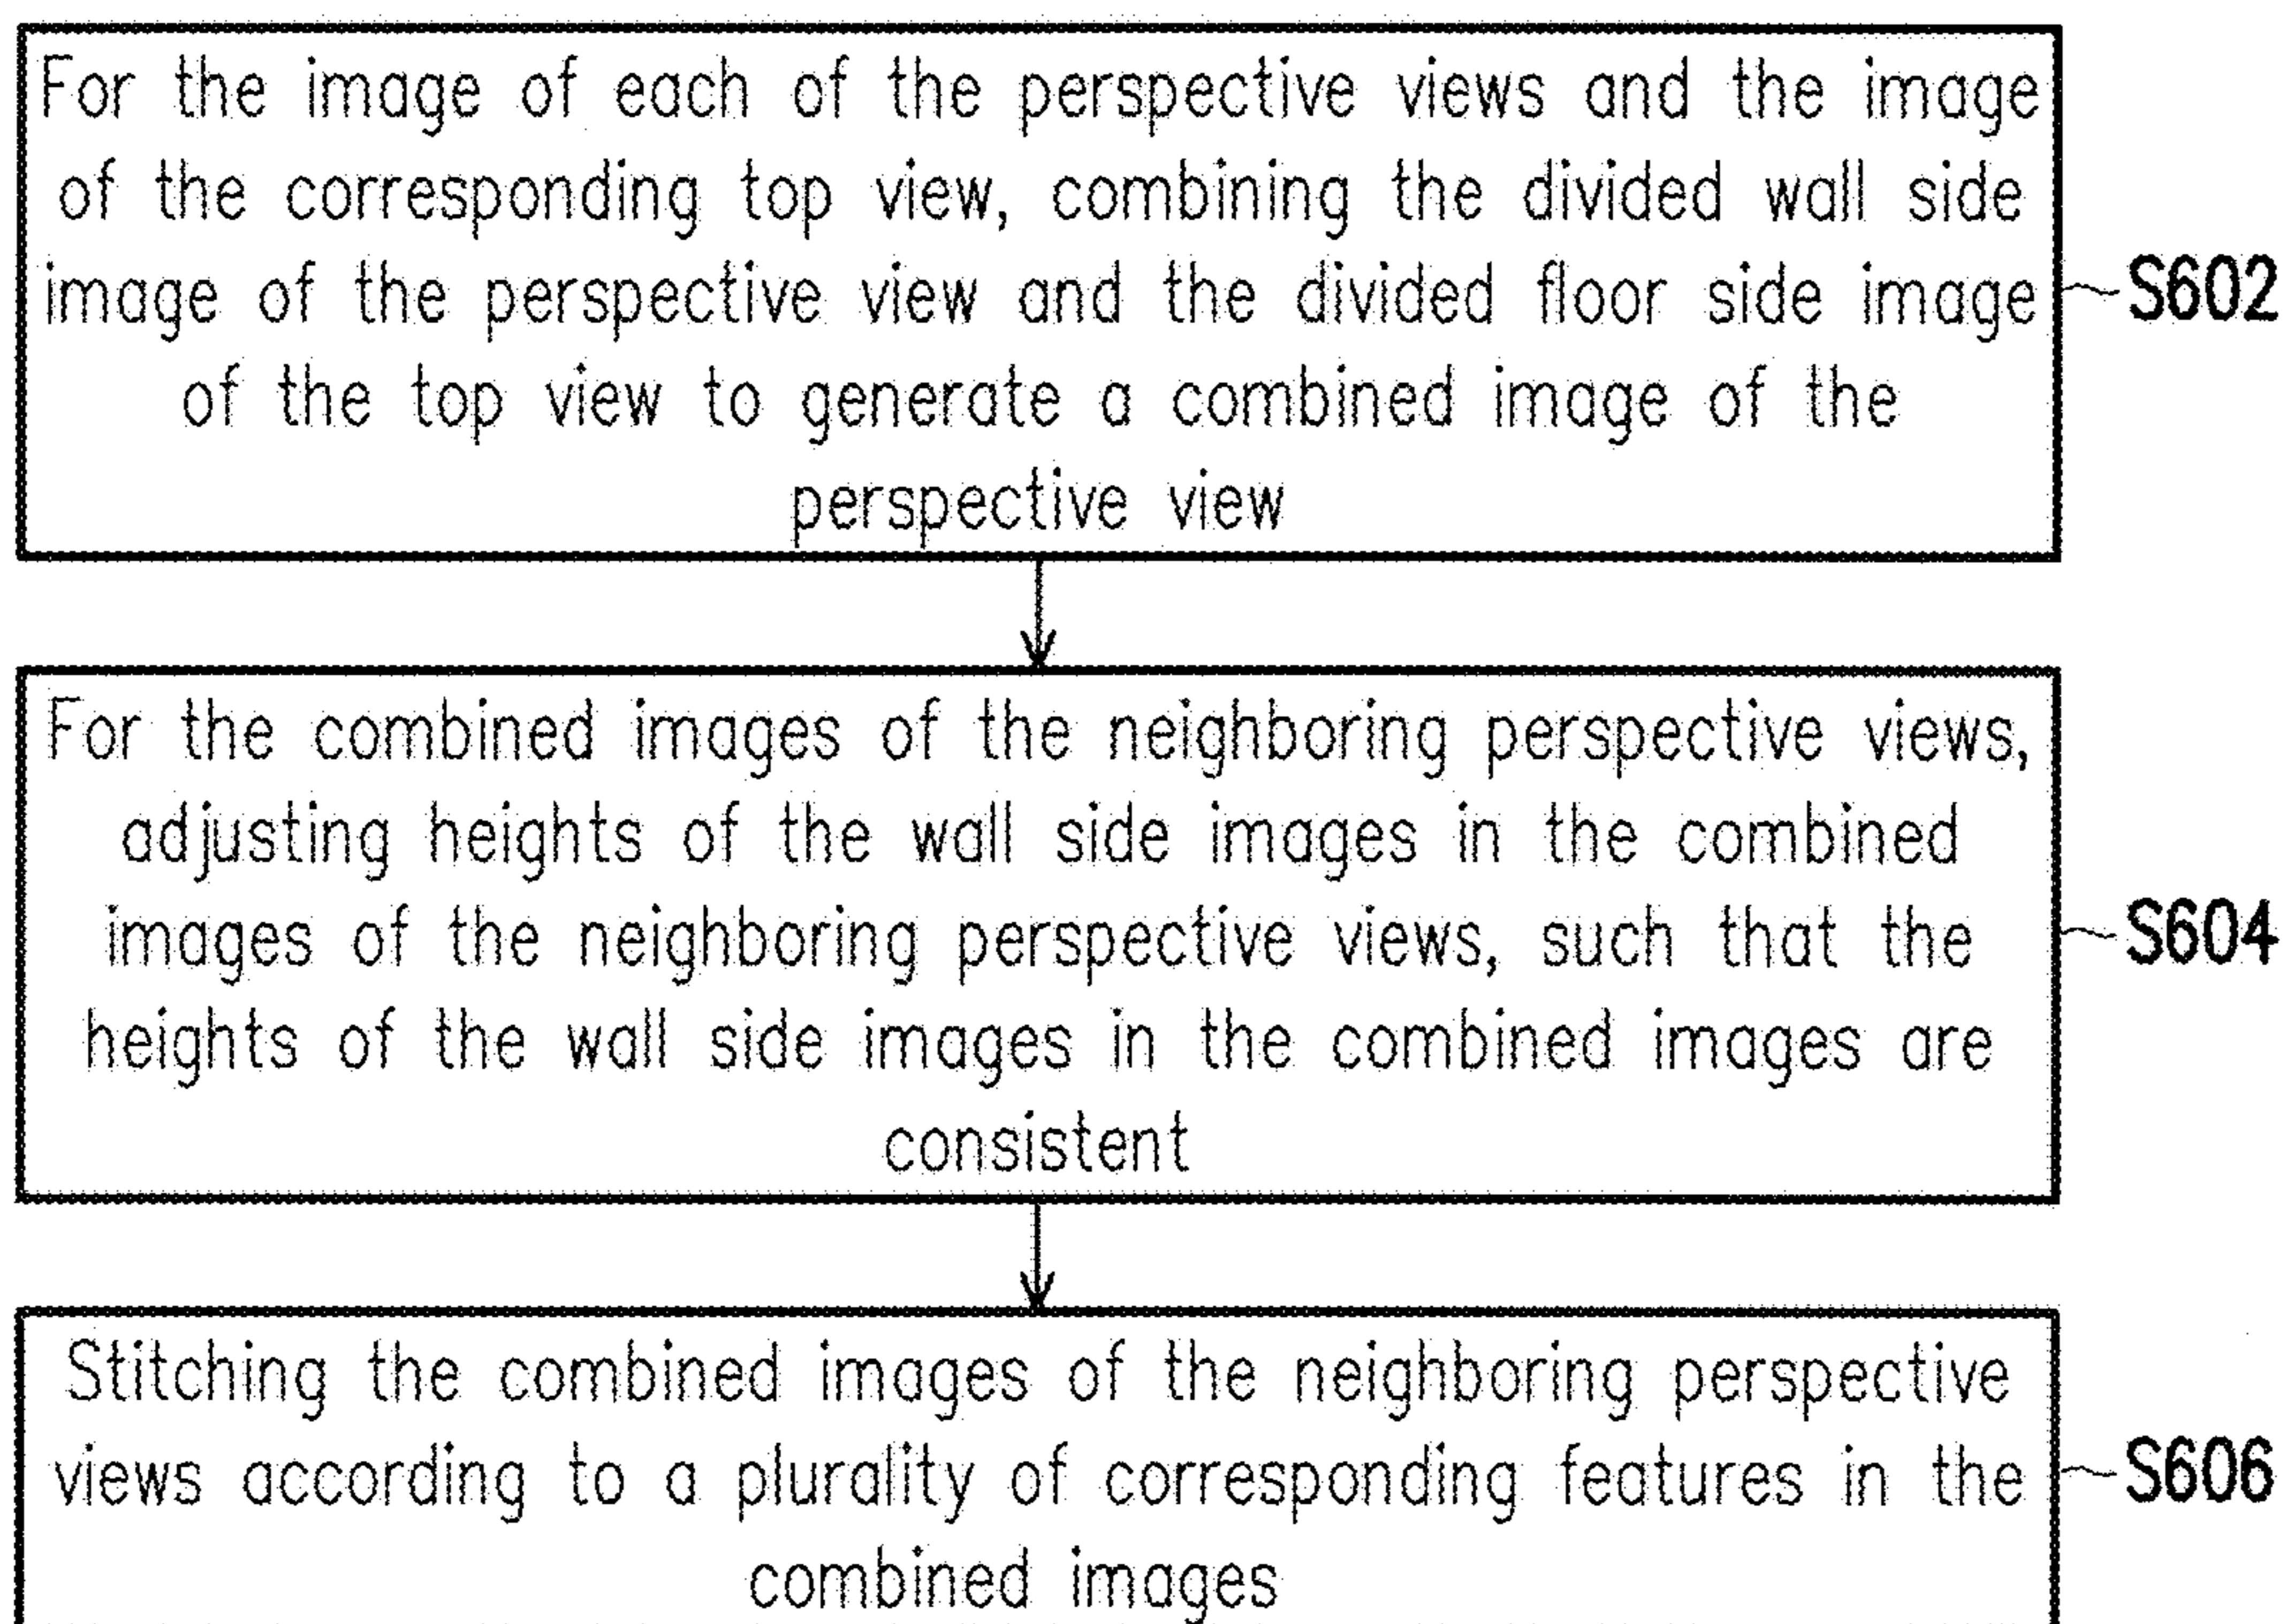 For the image of each of the perspective views and the image
of the corresponding top view, combining the divided wall side
image of the perspective view and the divided floor side image
of the top view to generate a combined image of the
perspective view
S602
For the combined images of the neighboring perspective views,
adjusting heights of the wall side images in the combined
images of the neighboring perspective views, such that the
heights of the wall side images in the combined images are
consistent
S604
Stitching the combined images of the neighboring perspective
views according to a plurality of corresponding features in the
combined images
S606